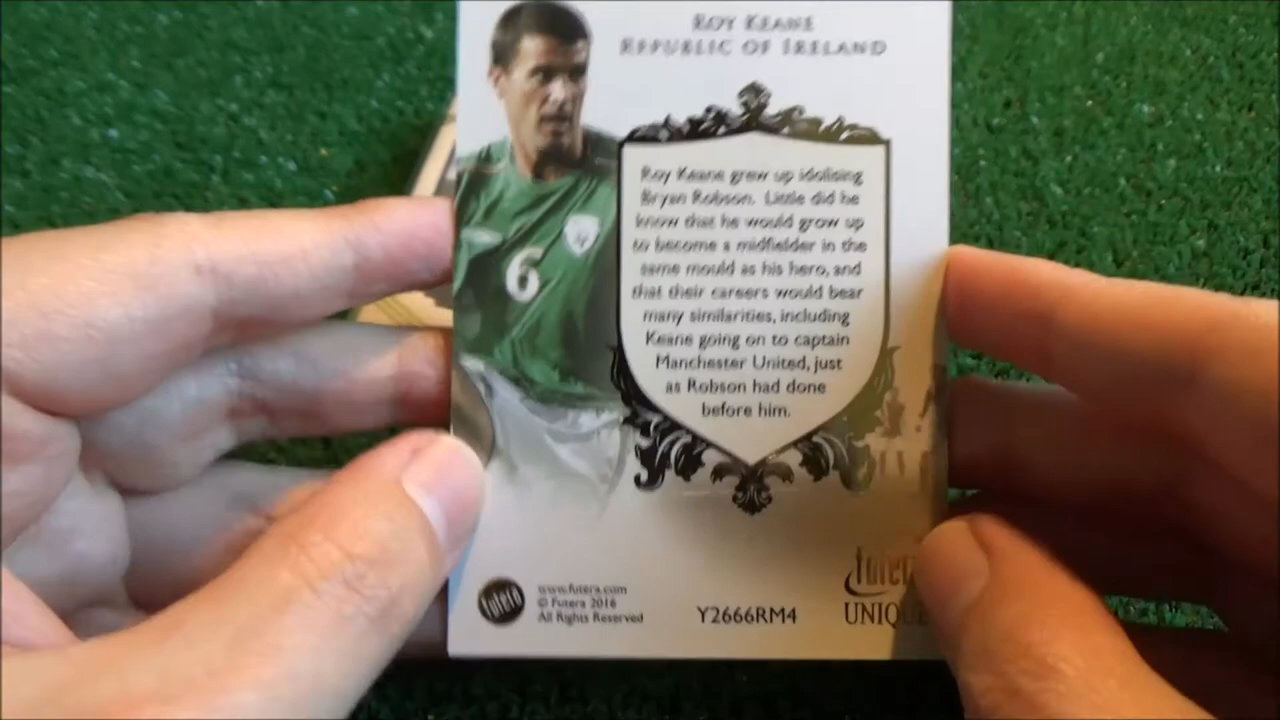 Roy Keane
Republic of Ireland
Roy Keane grew up idolising
Bryan Robson. Little did he
know that he would grow up
to become a midfielder in the
same mould as his hero, and
that their careers would bear
many similarities, including
Keane going on to captain
Manchester United, just
as Robson had done
before him.
6
futera
www.futera.com
© Futera 2016
All Rights Reserved
Y2666RM4
futera
UNIQUE